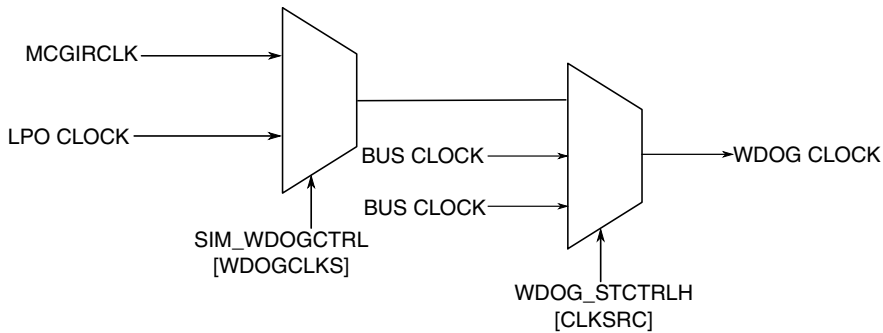 MCGIRCLK
LPO CLOCK
SIM_WDOGCTRL
[WDOGCLKS]
BUS CLOCK
BUS CLOCK
WDOG CLOCK
WDOG_STCTRLH
[CLKSRC]